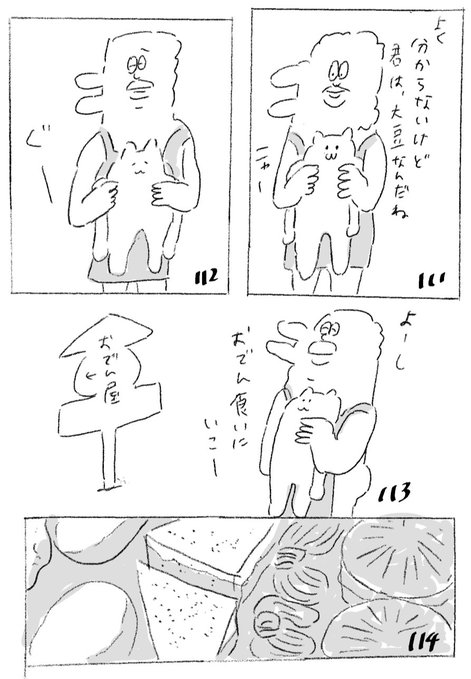 よく
分からないけど
君は、大豆なんだね
ニャー
111
ぐー
112
よーし
おでん食いに
いこー
おでん屋
←
113
114